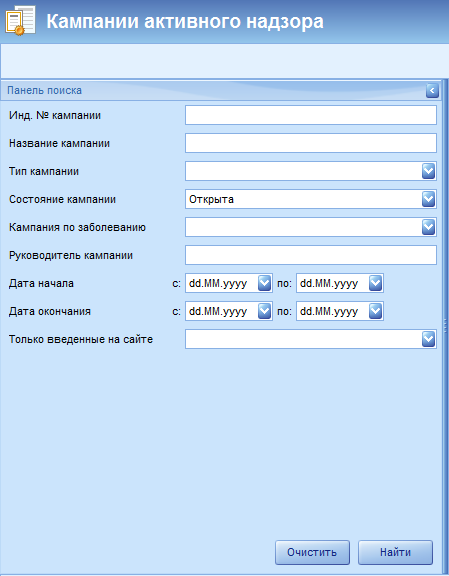 Кампании активного надзора
Панель поиска
Инд. № кампании
Название кампании
Тип кампании
Состояние кампании Открыта
Кампания по заболеванию
Руководитель кампании
Дата начала с: dd.MM.yyyy по: dd.MM.yyyy
Дата окончания с: dd.MM.yyyy по: dd.MM.yyyy
Только введенные на сайте
Очистить Найти